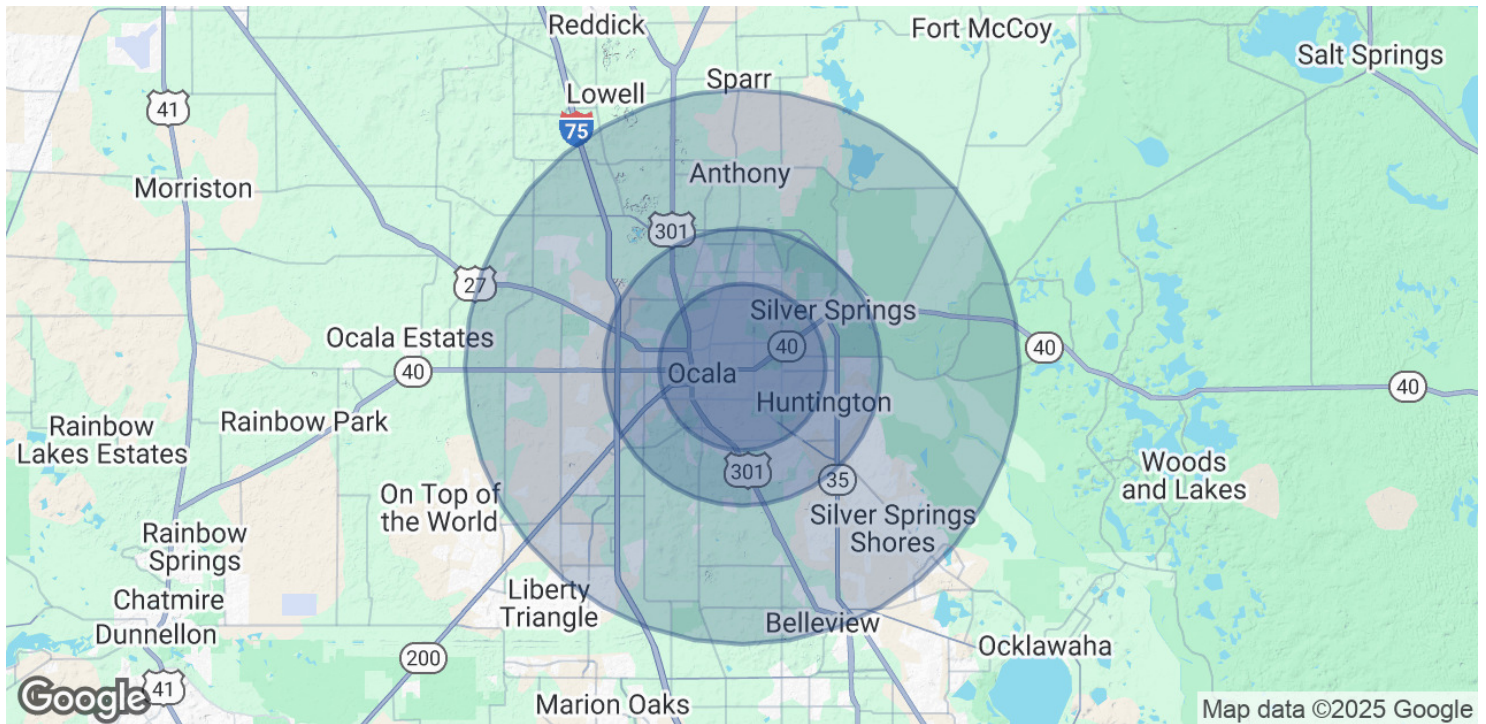 Reddick
Fort McCoy
Salt Springs
Sparr
Lowell
41
75
Anthony
Morriston
301
27
Silver Springs
Ocala Estates
40
40
40
Ocala
40
Huntington
Rainbow Park
Rainbow
Lakes Estates
301
35
Woods
and Lakes
On Top of
the World
Silver Springs
Shores
Rainbow
Springs
Liberty
Triangle
Chatmire
Dunnellon
Belleview
Ocklawaha
200
41
Marion Oaks
Google
Map data ©2025 Google